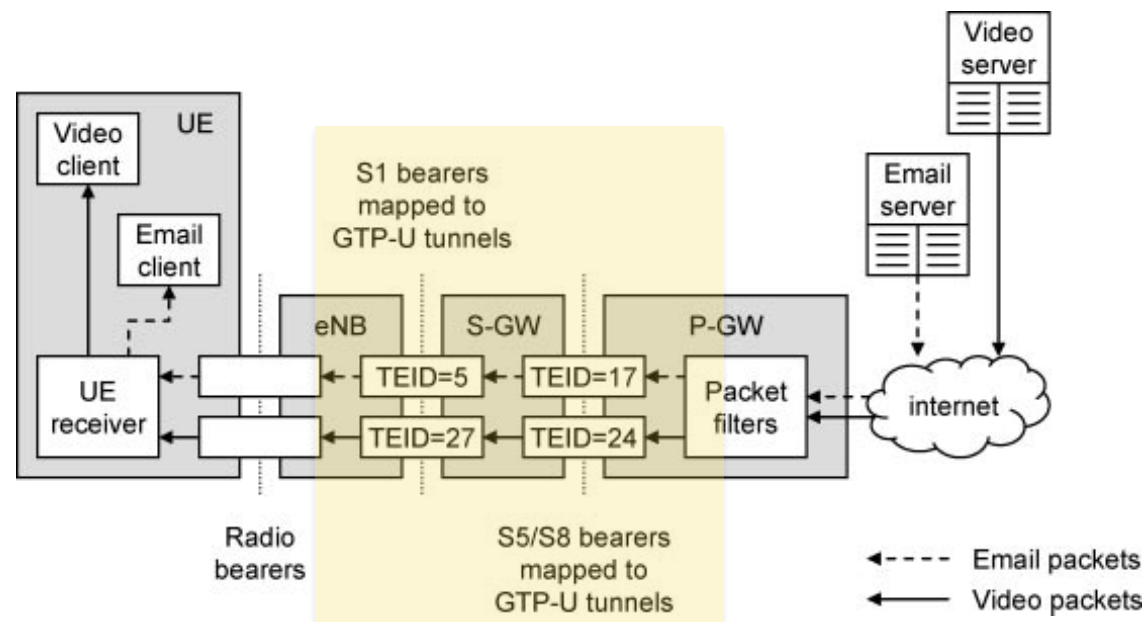 Video
server
UE
Video
client
S1 bearers
mapped to
GTP-U tunnels
Email
server
Email
client
eNB
S-GW
P-GW
UE
receiver
TEID=5
TEID=17
TEID=27
TEID=24
Packet
filters
internet
Radio
bearers
S5/S8 bearers
mapped to
GTP-U tunnels
Email packets
Video packets